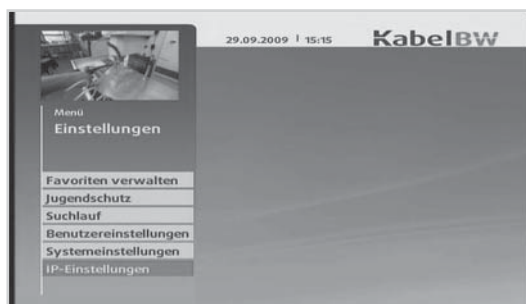 29.09.2009 | 15:15
KabelBW
Menü
Einstellungen
Favoriten verwalten
Jugendschutz
Suchlauf
Benutzereinstellungen
Systemeinstellungen
IP-Einstellungen